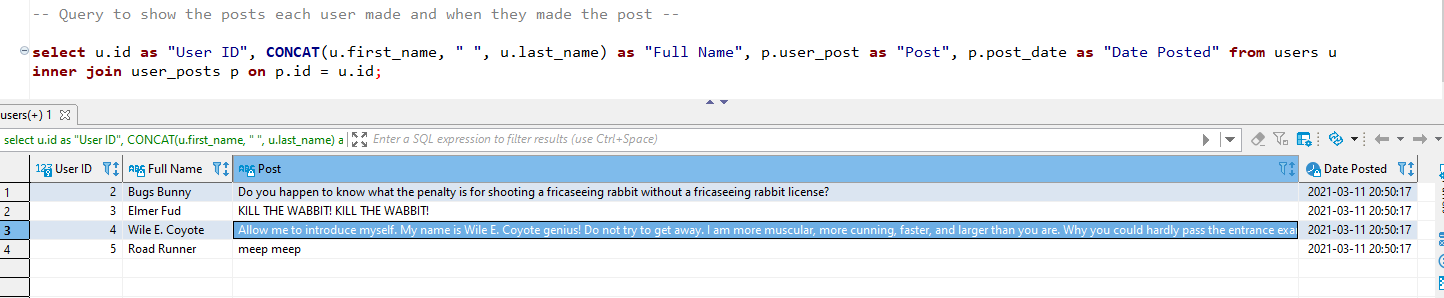 -- Query to show the posts each user made and when they made the post --
select u.id as "User ID", CONCAT(u.first_name, " ", u.last_name) as "Full Name", p.user_post as "Post", p.post_date as "Date Posted" from users u
inner join user_posts p on p.id = u.id;
users(+) 1
select u.id as "User ID", CONCAT(u.first_name, " ", u.last_name) a Enter a SQL expression to filter results (use Ctrl+Space)
123 User ID ABC Full Name ABC Post Date Posted
1 2 Bugs Bunny Do you happen to know what the penalty is for shooting a fricaseeing rabbit without a fricaseeing rabbit license? 2021-03-11 20:50:17
2 3 Elmer Fud KILL THE WABBIT! KILL THE WABBIT! 2021-03-11 20:50:17
3 4 Wile E. Coyote Allow me to introduce myself. My name is Wile E. Coyote genius! Do not try to get away. I am more muscular, more cunning, faster, and larger than you are. Why you could hardly pass the entrance exa 2021-03-11 20:50:17
4 5 Road Runner meep meep 2021-03-11 20:50:17